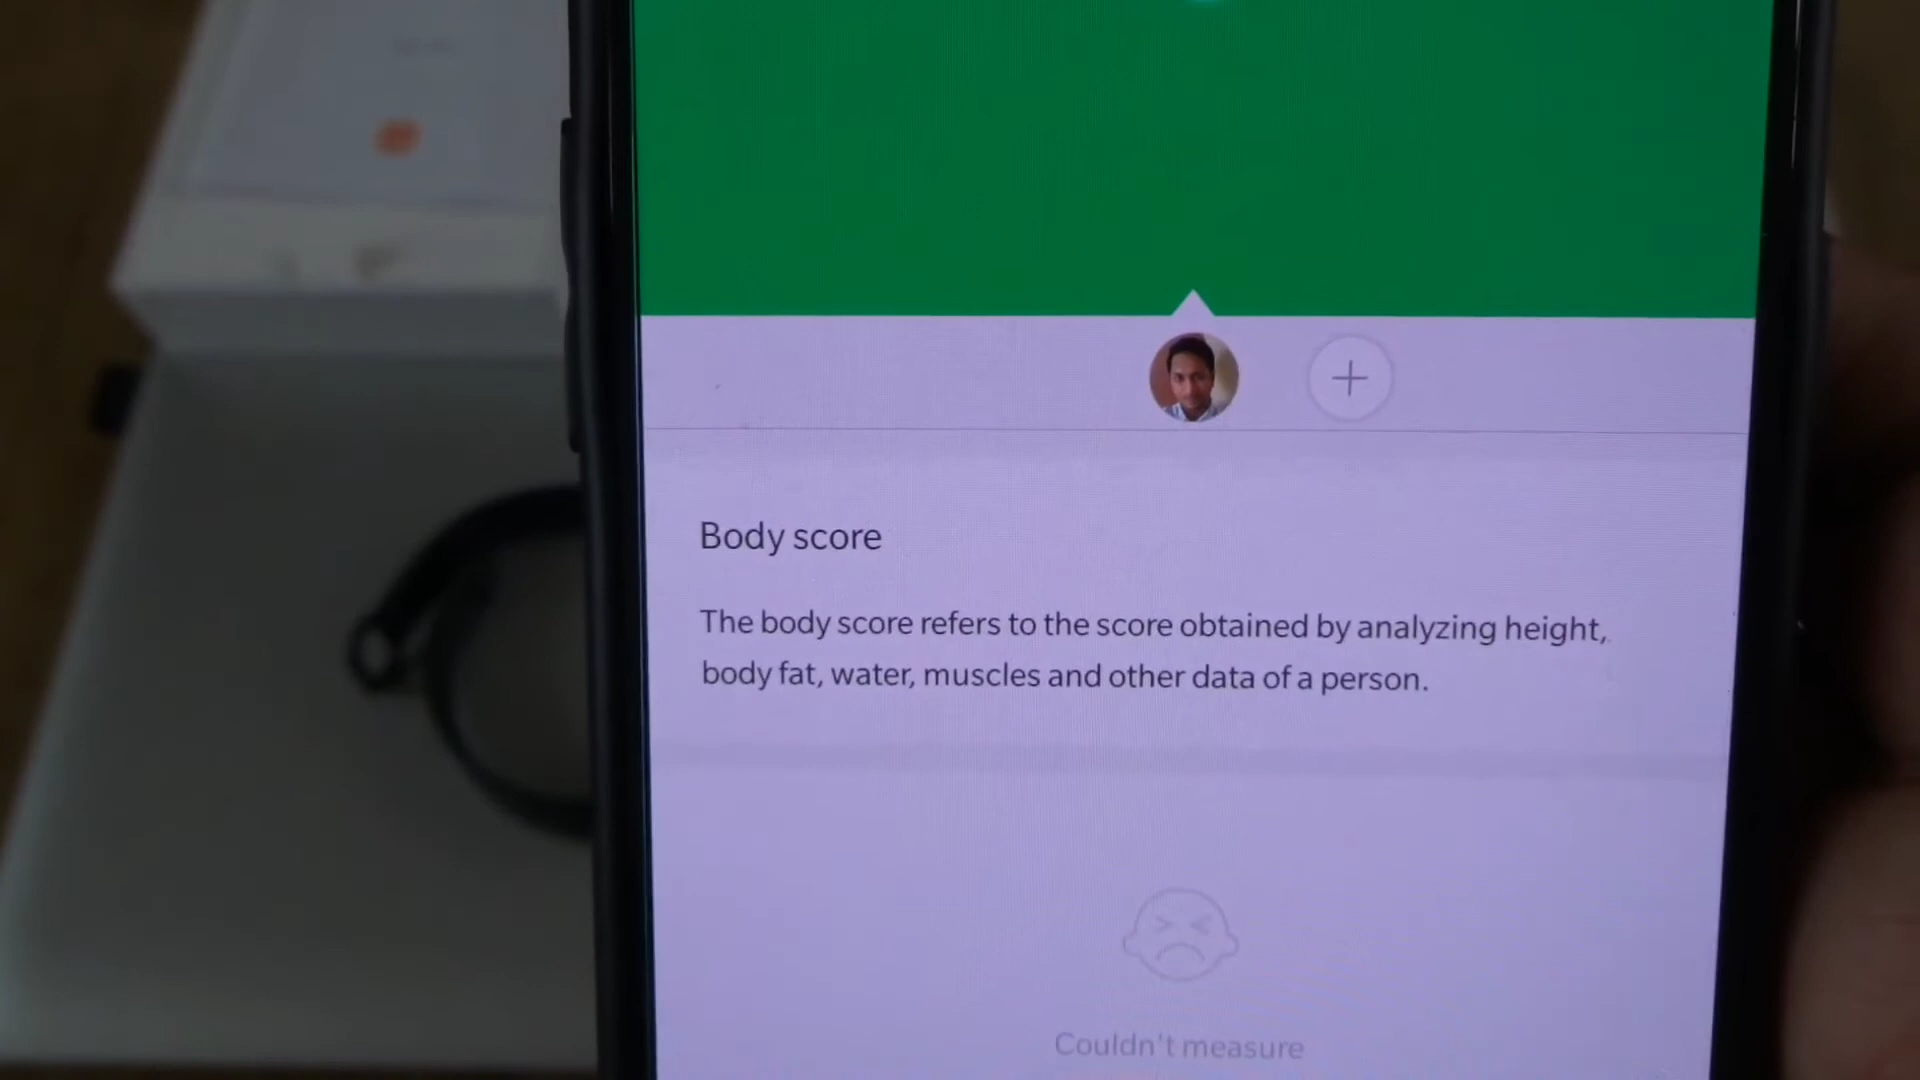 Body score
The body score refers to the score obtained by analyzing height,
body fat, water, muscles and other data of a person.
Couldn't measure